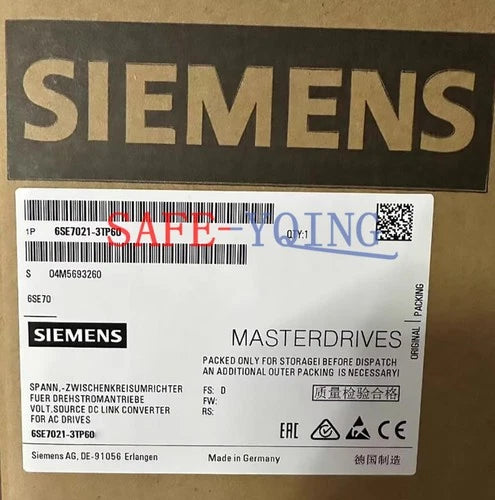 SIEMENS
1P 6SE7021-3TP60 QTY:1
SAFE-YQING
S 04M5693260
6SE70
SIEMENS
MASTERDRIVES
PACKED ONLY FOR STORAGE! BEFORE DISPATCH
AN ADDITIONAL OUTER PACKING IS NECESSARY!
ORIGINAL PACKING
SPANN,-ZWISCHENKREISUMRICHTER
FUER DREHSTROMANTRIEBE
VOLT.SOURCE DC LINK CONVERTER
FOR AC DRIVES
6SE7021-3TP60
FS: D
FW:
RS:
质量检验合格
EAC
CE
Siemens AG, DE-91056 Erlangen
Made in Germany
德国制造